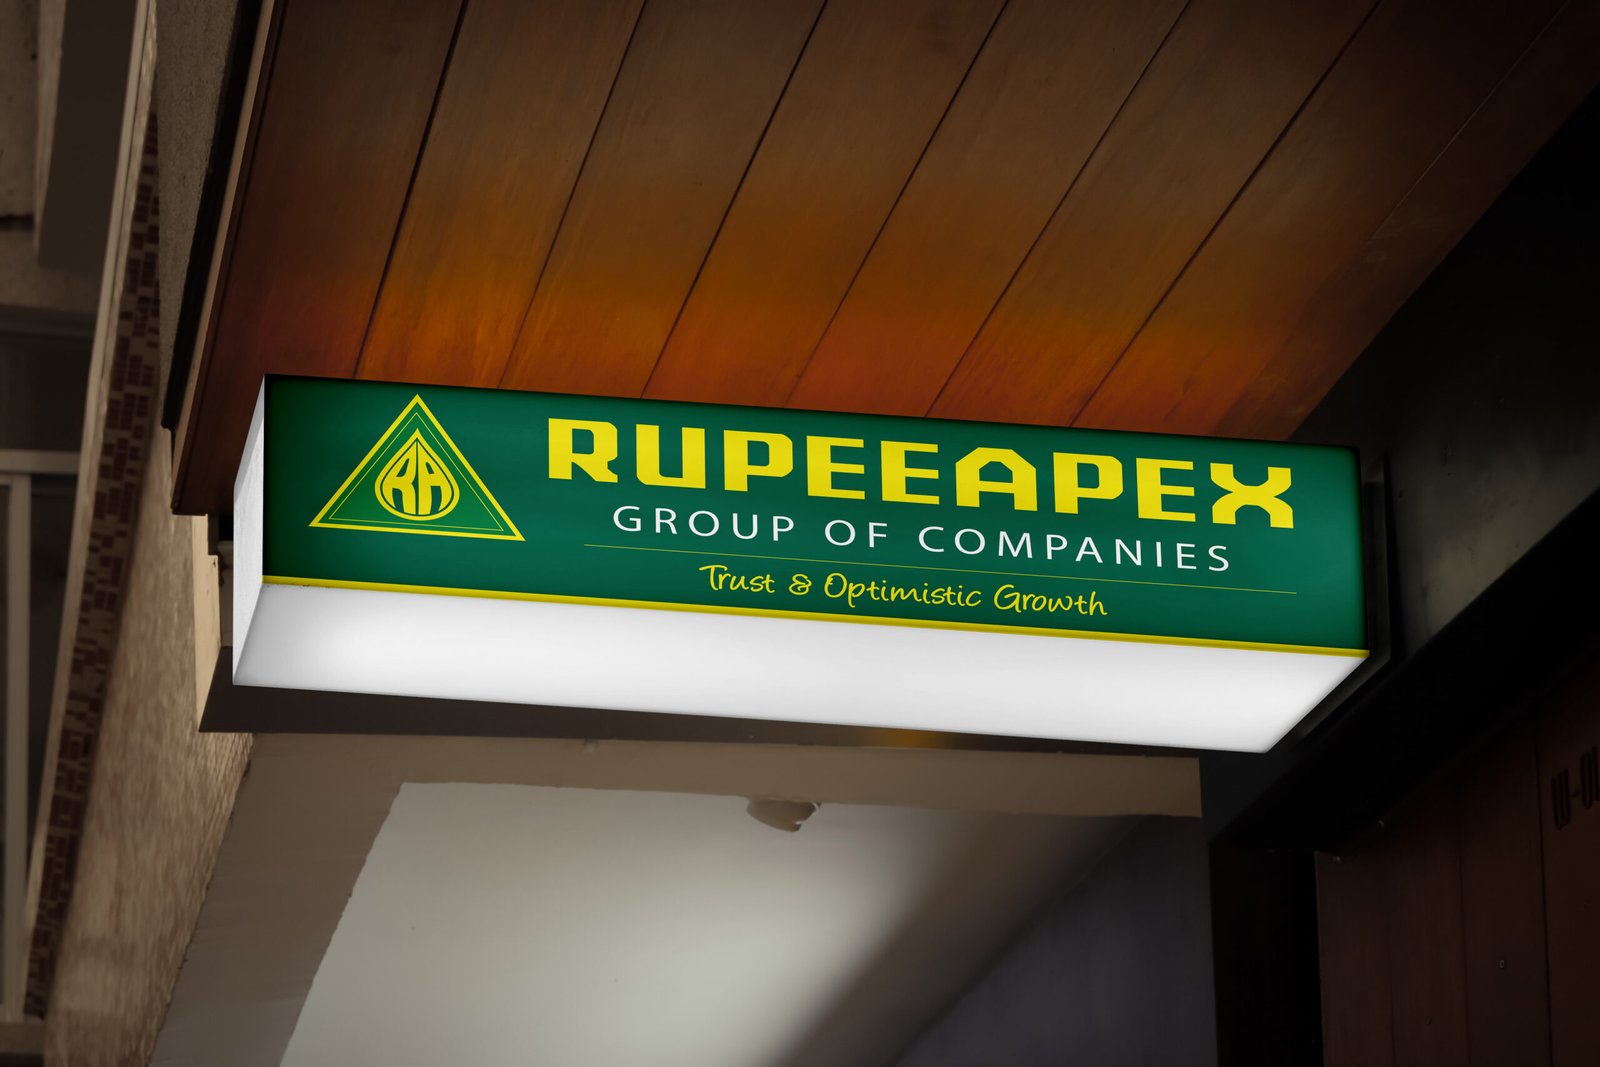 RA
RUPEEAPEX
GROUP OF COMPANIES
Trust & Optimistic Growth